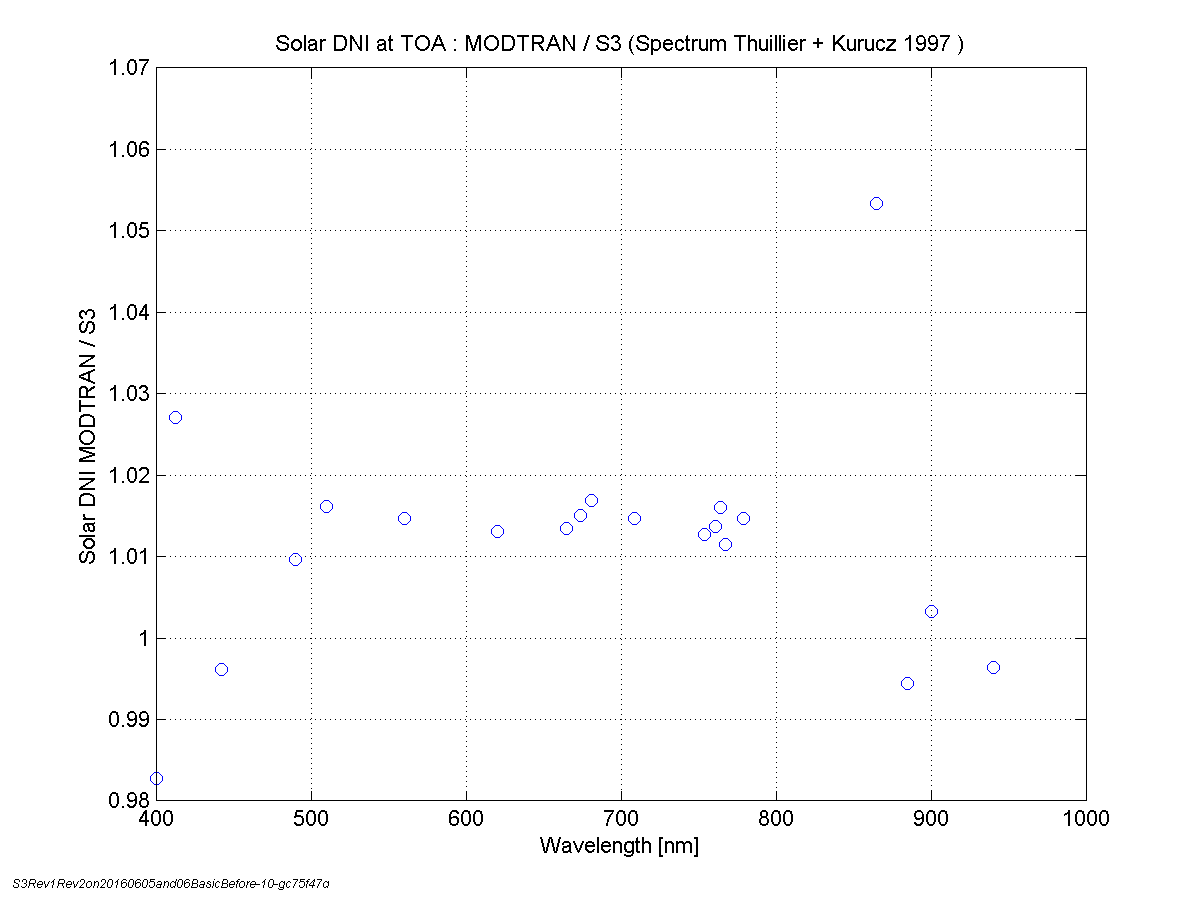 Solar DNI at TOA : MODTRAN / S3 (Spectrum Thuillier + Kurucz 1997 )
1.07
1.06
1.05
1.04
1.03
1.02
1.01
1
0.99
0.98
Solar DNI MODTRAN / S3
400 500 600 700 800 900 1000
Wavelength [nm]
S3Rev1Rev2on20160605and06BasicBefore-10-gc75f47a